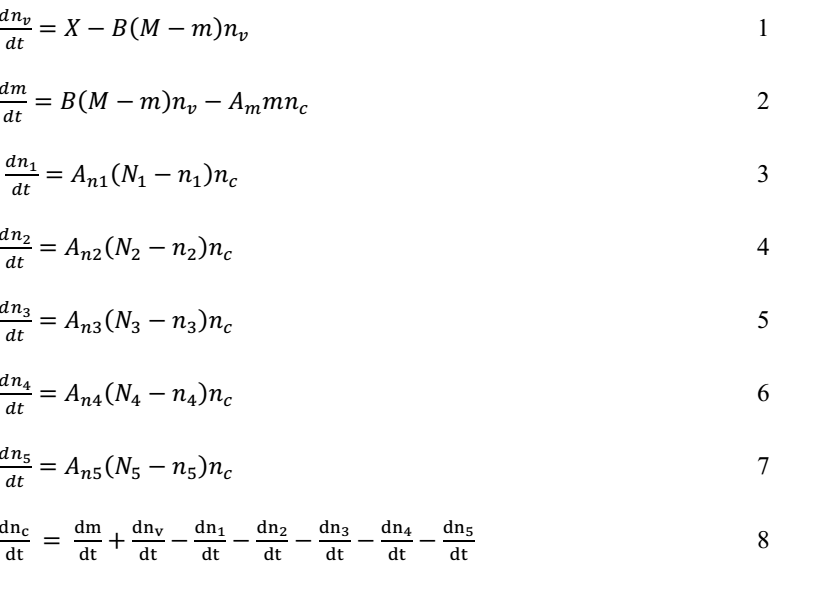 dn_v/dt = X − B(M − m)n_v 1
dm/dt = B(M − m)n_v − A_m mn_c 2
dn_1/dt = A_n1(N_1 − n_1)n_c 3
dn_2/dt = A_n2(N_2 − n_2)n_c 4
dn_3/dt = A_n3(N_3 − n_3)n_c 5
dn_4/dt = A_n4(N_4 − n_4)n_c 6
dn_5/dt = A_n5(N_5 − n_5)n_c 7
dn_c/dt = dm/dt + dn_v/dt − dn_1/dt − dn_2/dt − dn_3/dt − dn_4/dt − dn_5/dt 8